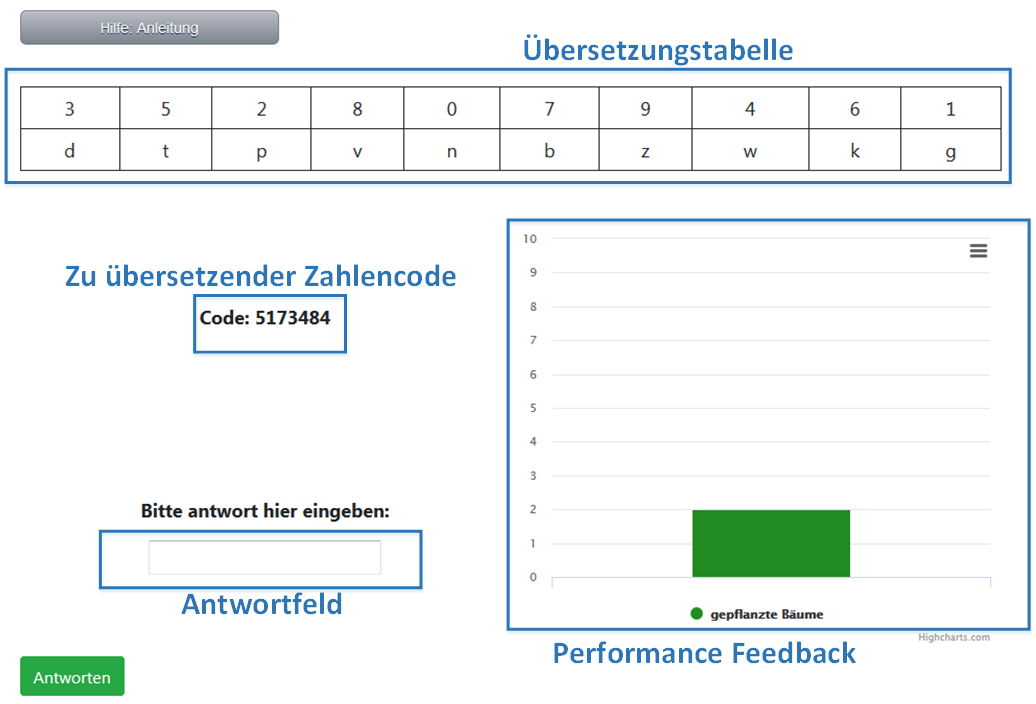 Hilfe: Anleitung
Übersetzungstabelle
3 5 2 8 0 7 9 4 6 1
d t p v n b z w k g
Zu übersetzender Zahlencode
Code: 5173484
Bitte antwort hier eingeben:
Antwortfeld
Antworten
10
9
8
7
6
5
4
3
2
1
0
gepflanzte Bäume
Highcharts.com
Performance Feedback